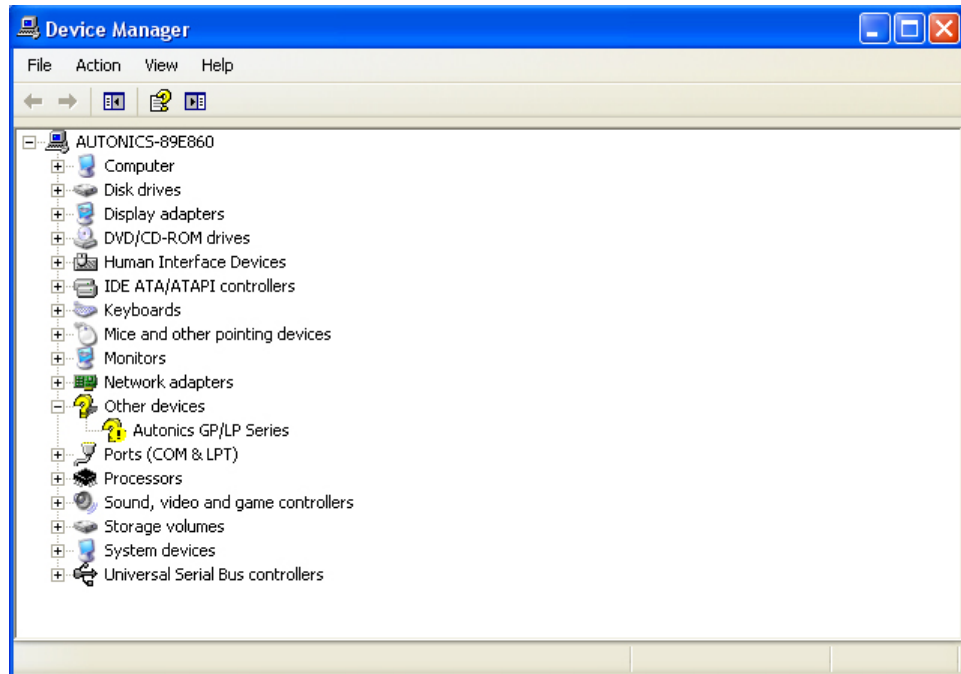 Device Manager
File Action View Help
AUTONICS-89E860
Computer
Disk drives
Display adapters
DVD/CD-ROM drives
Human Interface Devices
IDE ATA/ATAPI controllers
Keyboards
Mice and other pointing devices
Monitors
Network adapters
Other devices
Autonics GP/LP Series
Ports (COM & LPT)
Processors
Sound, video and game controllers
Storage volumes
System devices
Universal Serial Bus controllers